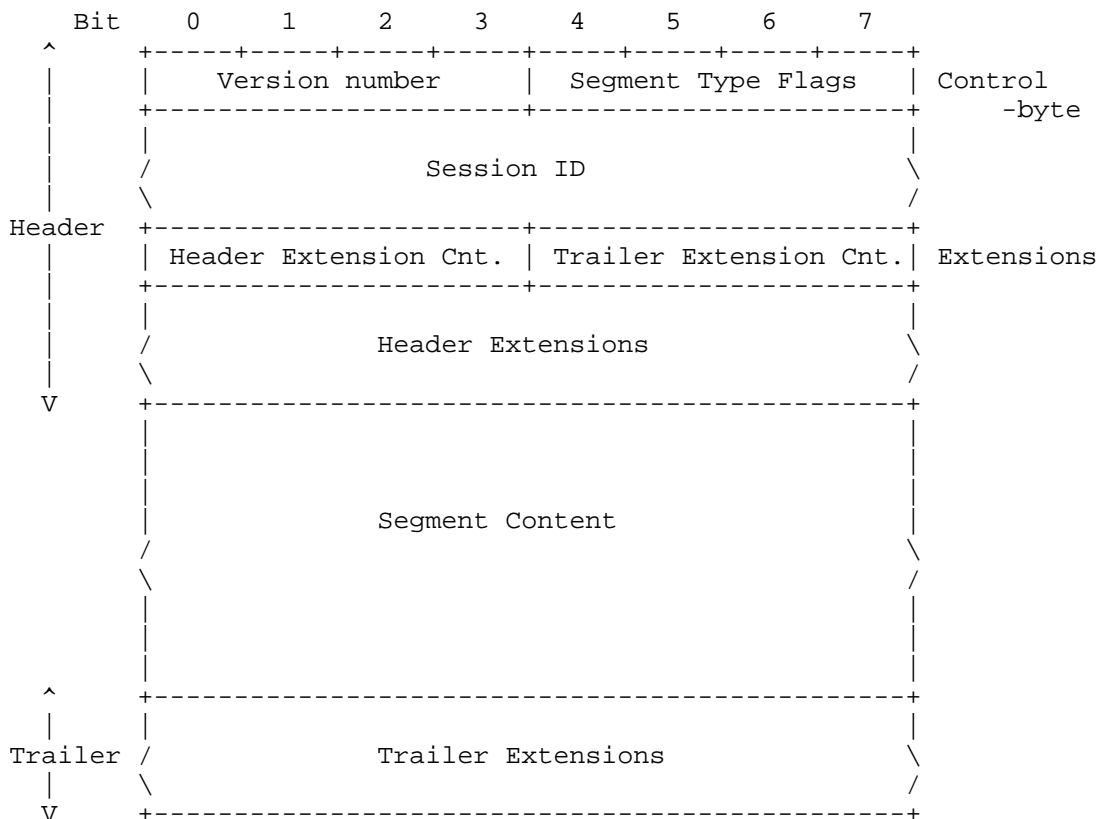 Bit 0 1 2 3 4 5 6 7
Version number Segment Type Flags Control
-byte
Session ID
Header
Header Extension Cnt. Trailer Extension Cnt. Extensions
Header Extensions
V
Segment Content
Trailer Trailer Extensions
V